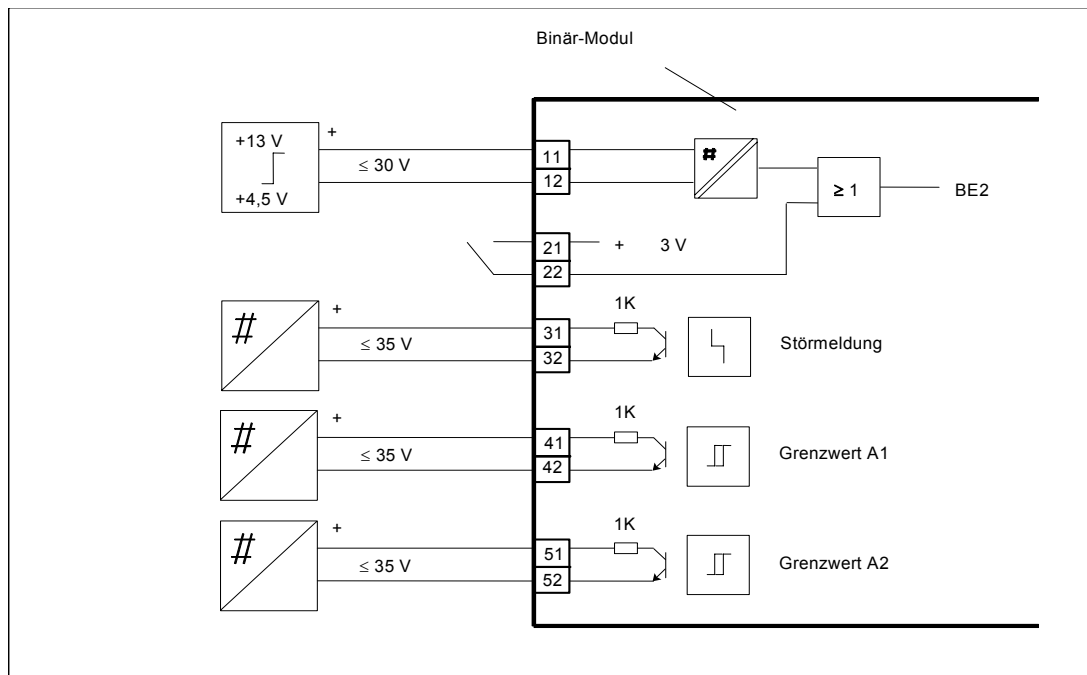 Binär-Modul
+13 V
+4,5 V
+
≤ 30 V
11
12
#
≥ 1
BE2
21
22
+ 3 V
#
+
≤ 35 V
31
32
1K
Störmeldung
#
+
≤ 35 V
41
42
1K
Grenzwert A1
#
+
≤ 35 V
51
52
1K
Grenzwert A2